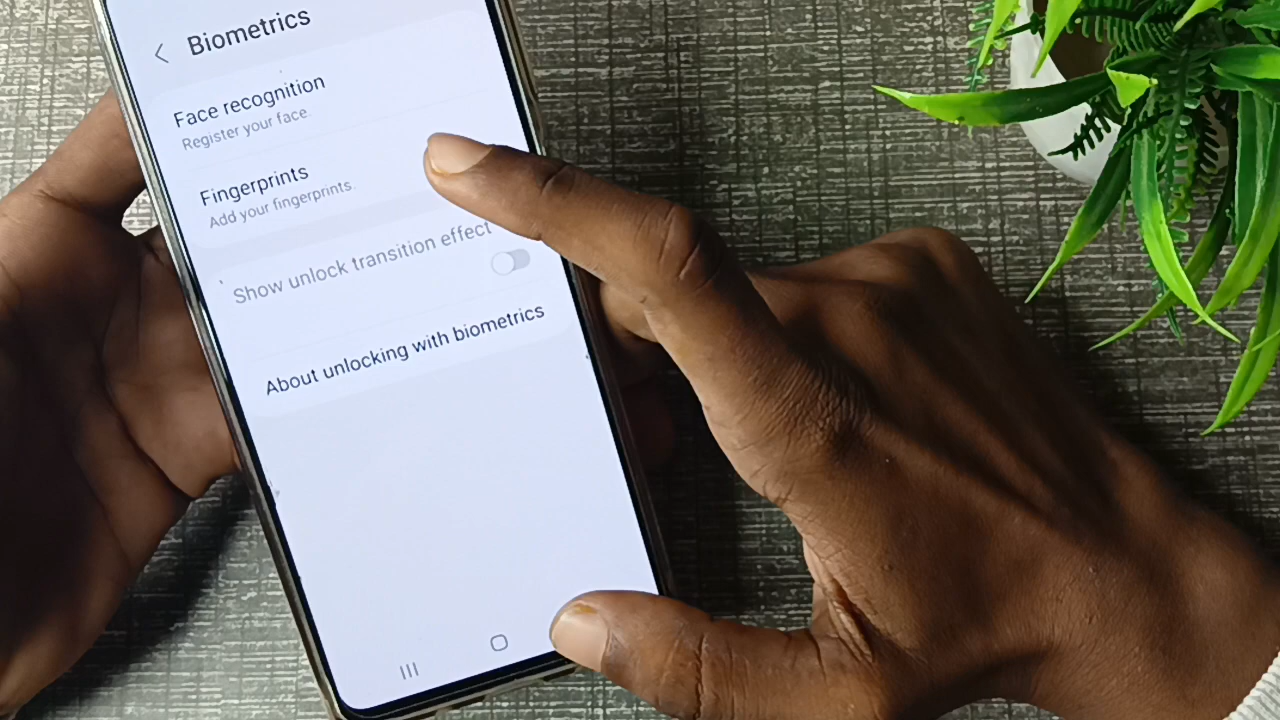 Biometrics
Face recognition
Register your face
Fingerprints
Add your fingerprints
Show unlock transition effect
About unlocking with biometrics